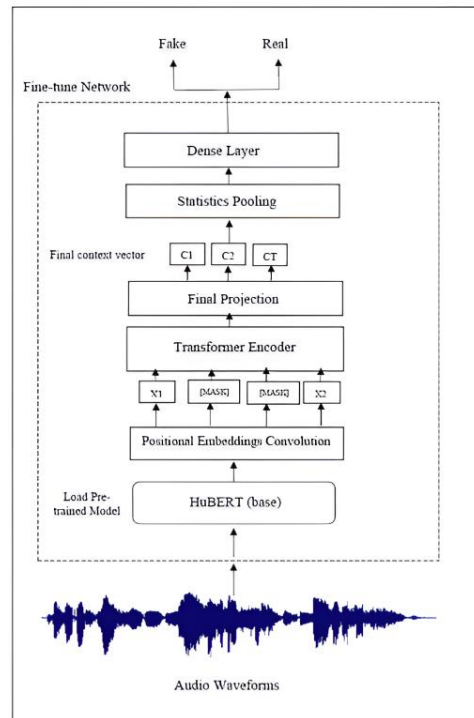 Fake Real
Fine-tune Network
Dense Layer
Statistics Pooling
Final context vector
C1 C2 CT
Final Projection
Transformer Encoder
X1 [MASK] [MASK] X2
Positional Embeddings Convolution
Load Pre-
trained Model
HuBERT (base)
Audio Waveforms